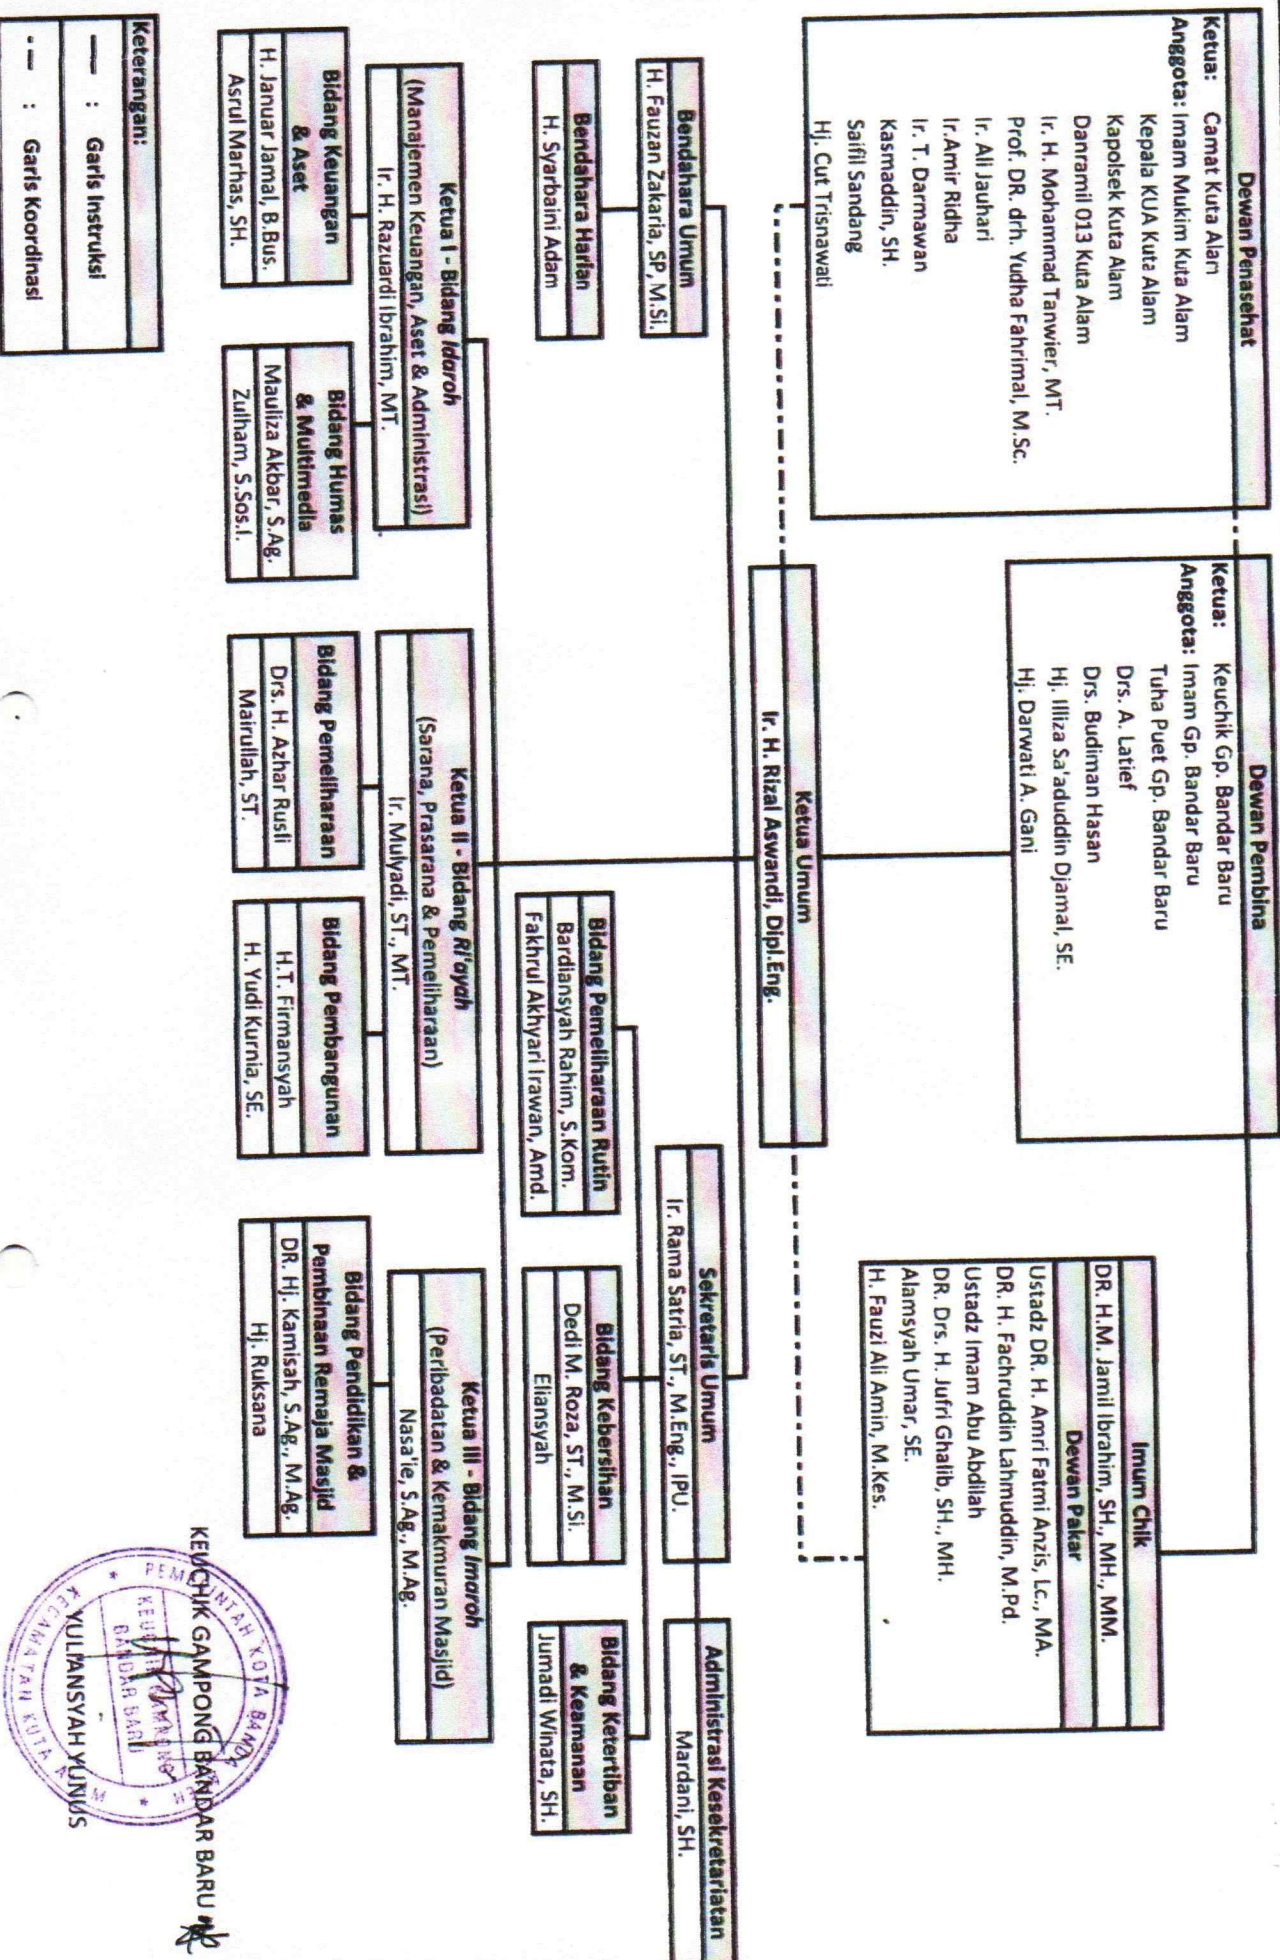 Dewan Penasehat
Ketua: Camat Kuta Alam
Anggota: Imam Mukim Kuta Alam
Kepala KUA Kuta Alam
Kapolsek Kuta Alam
Danramil 013 Kuta Alam
Ir. H. Mohammad Tanwier, MT.
Prof. DR. drh. Yudha Fahrimal, M.Sc.
Ir. Ali Jauhari
Ir.Amir Ridha
Ir. T. Darmawan
Kasmaddin, SH.
Saifil Sandang
Hj. Cut Trisnawati
Dewan Pembina
Ketua: Keuchik Gp. Bandar Baru
Anggota: Imam Gp. Bandar Baru
Tuha Puet Gp. Bandar Baru
Drs. A. Latief
Drs. Budiman Hasan
Hj. Illiza Sa'aduddin Djamal, SE.
Hj. Darwati A. Gani
Imum Chik
DR. H.M. Jamil Ibrahim, SH., MH., MM.
Dewan Pakar
Ustadz DR. H. Amri Fatmi Anzis, Lc., MA.
DR. H. Fachruddin Lahmuddin, M.Pd.
Ustadz Imam Abu Abdilah
DR. Drs. H. Jufri Ghalib, SH., MH.
Alamsyah Umar, SE.
H. Fauzi Ali Amin, M.Kes.
Ketua Umum
Ir. H. Rizal Aswandi, Dipl.Eng.
Bendahara Umum
H. Fauzan Zakaria, SP, M.Si.
Bendahara Harian
H. Syarbaini Adam
Sekretaris Umum
Ir. Rama Satria, ST., M.Eng., IPU.
Administrasi Kesekretariatan
Mardani, SH.
Bidang Pemeliharaan Rutin
Bardiansyah Rahim, S.Kom.
Fakhrul Akhyari Irawan, Amd.
Bidang Kebersihan
Dedi M. Roza, ST., M.Si.
Eliansyah
Bidang Ketertiban
& Keamanan
Jumadi Winata, SH.
Ketua I - Bidang Idaroh
(Manajemen Keuangan, Aset & Administrasi)
Ir. H. Razuardi Ibrahim, MT.
Ketua II - Bidang Ri'ayah
(Sarana, Prasarana & Pemeliharaan)
Ir. Mulyadi, ST., MT.
Ketua III - Bidang Imaroh
(Peribadatan & Kemakmuran Masjid)
Nasa'ie, S.Ag., M.Ag.
Bidang Keuangan
& Aset
H. Januar Jamal, B.Bus.
Asrul Marhas, SH.
Bidang Humas
& Multimedia
Mauliza Akbar, S.Ag.
Zulham, S.Sos.I.
Bidang Pemeliharaan
Drs. H. Azhar Rusli
Mairullah, ST.
Bidang Pembangunan
H.T. Firmansyah
H. Yudi Kurnia, SE.
Bidang Pendidikan &
Pembinaan Remaja Masjid
DR. Hj. Kamisah, S.Ag., M.Ag.
Hj. Ruksana
Keterangan:
— : Garis Instruksi
-·— : Garis Koordinasi
KEUCHIK GAMPONG BANDAR BARU
PEMERINTAH KOTA BANDA ACEH
KEUCHIK GAMPONG
BANDAR BARU
KECAMATAN KUTA ALAM
YULIANSYAH YUNUS